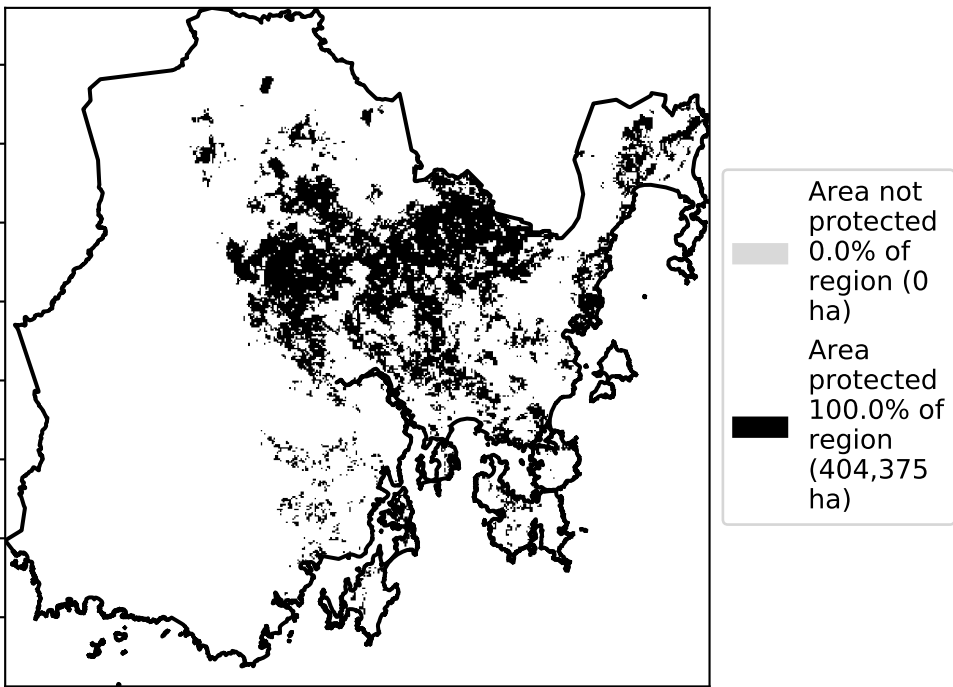 Area not
protected
0.0% of
region (0
ha)
Area
protected
100.0% of
region
(404,375
ha)